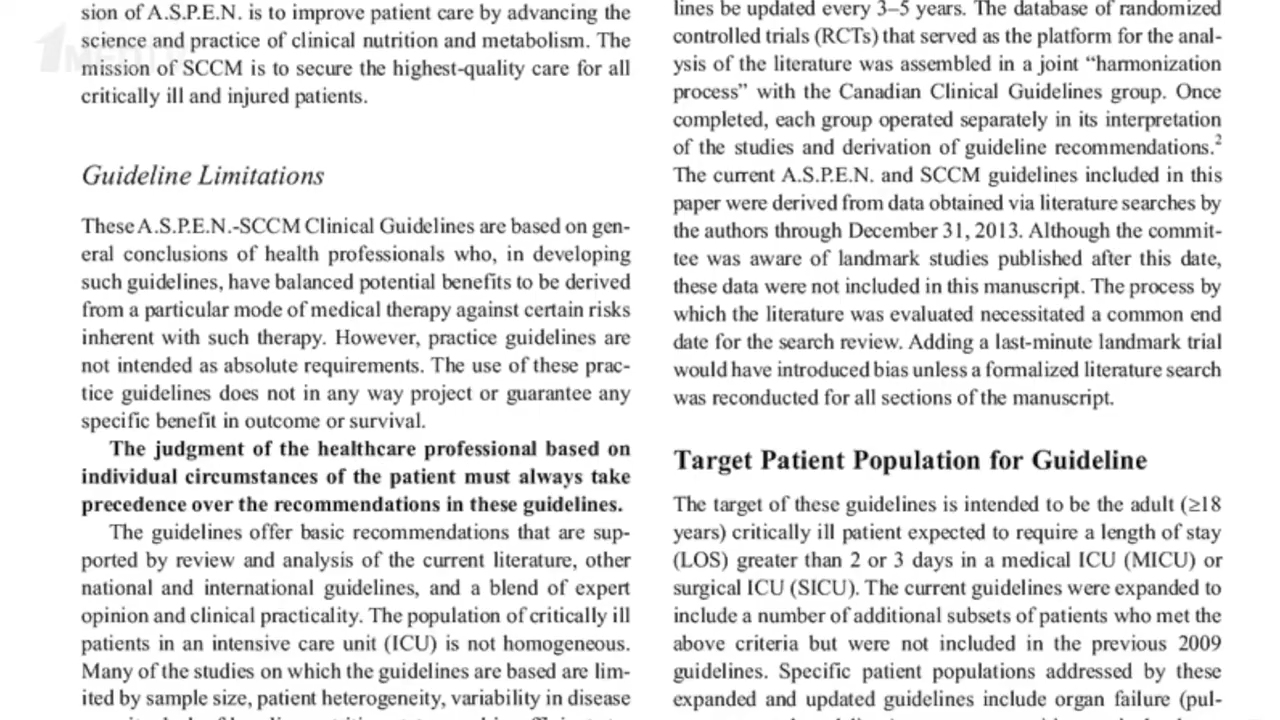 sion of A.S.P.E.N. is to improve patient care by advancing the
science and practice of clinical nutrition and metabolism. The
mission of SCCM is to secure the highest-quality care for all
critically ill and injured patients.
Guideline Limitations
These A.S.P.E.N.-SCCM Clinical Guidelines are based on gen-
eral conclusions of health professionals who, in developing
such guidelines, have balanced potential benefits to be derived
from a particular mode of medical therapy against certain risks
inherent with such therapy. However, practice guidelines are
not intended as absolute requirements. The use of these prac-
tice guidelines does not in any way project or guarantee any
specific benefit in outcome or survival.
The judgment of the healthcare professional based on
individual circumstances of the patient must always take
precedence over the recommendations in these guidelines.
The guidelines offer basic recommendations that are sup-
ported by review and analysis of the current literature, other
national and international guidelines, and a blend of expert
opinion and clinical practicality. The population of critically ill
patients in an intensive care unit (ICU) is not homogeneous.
Many of the studies on which the guidelines are based are lim-
ited by sample size, patient heterogeneity, variability in disease
lines be updated every 3–5 years. The database of randomized
controlled trials (RCTs) that served as the platform for the anal-
ysis of the literature was assembled in a joint “harmonization
process” with the Canadian Clinical Guidelines group. Once
completed, each group operated separately in its interpretation
of the studies and derivation of guideline recommendations.2
The current A.S.P.E.N. and SCCM guidelines included in this
paper were derived from data obtained via literature searches by
the authors through December 31, 2013. Although the commit-
tee was aware of landmark studies published after this date,
these data were not included in this manuscript. The process by
which the literature was evaluated necessitated a common end
date for the search review. Adding a last-minute landmark trial
would have introduced bias unless a formalized literature search
was reconducted for all sections of the manuscript.
Target Patient Population for Guideline
The target of these guidelines is intended to be the adult (≥18
years) critically ill patient expected to require a length of stay
(LOS) greater than 2 or 3 days in a medical ICU (MICU) or
surgical ICU (SICU). The current guidelines were expanded to
include a number of additional subsets of patients who met the
above criteria but were not included in the previous 2009
guidelines. Specific patient populations addressed by these
expanded and updated guidelines include organ failure (pul-